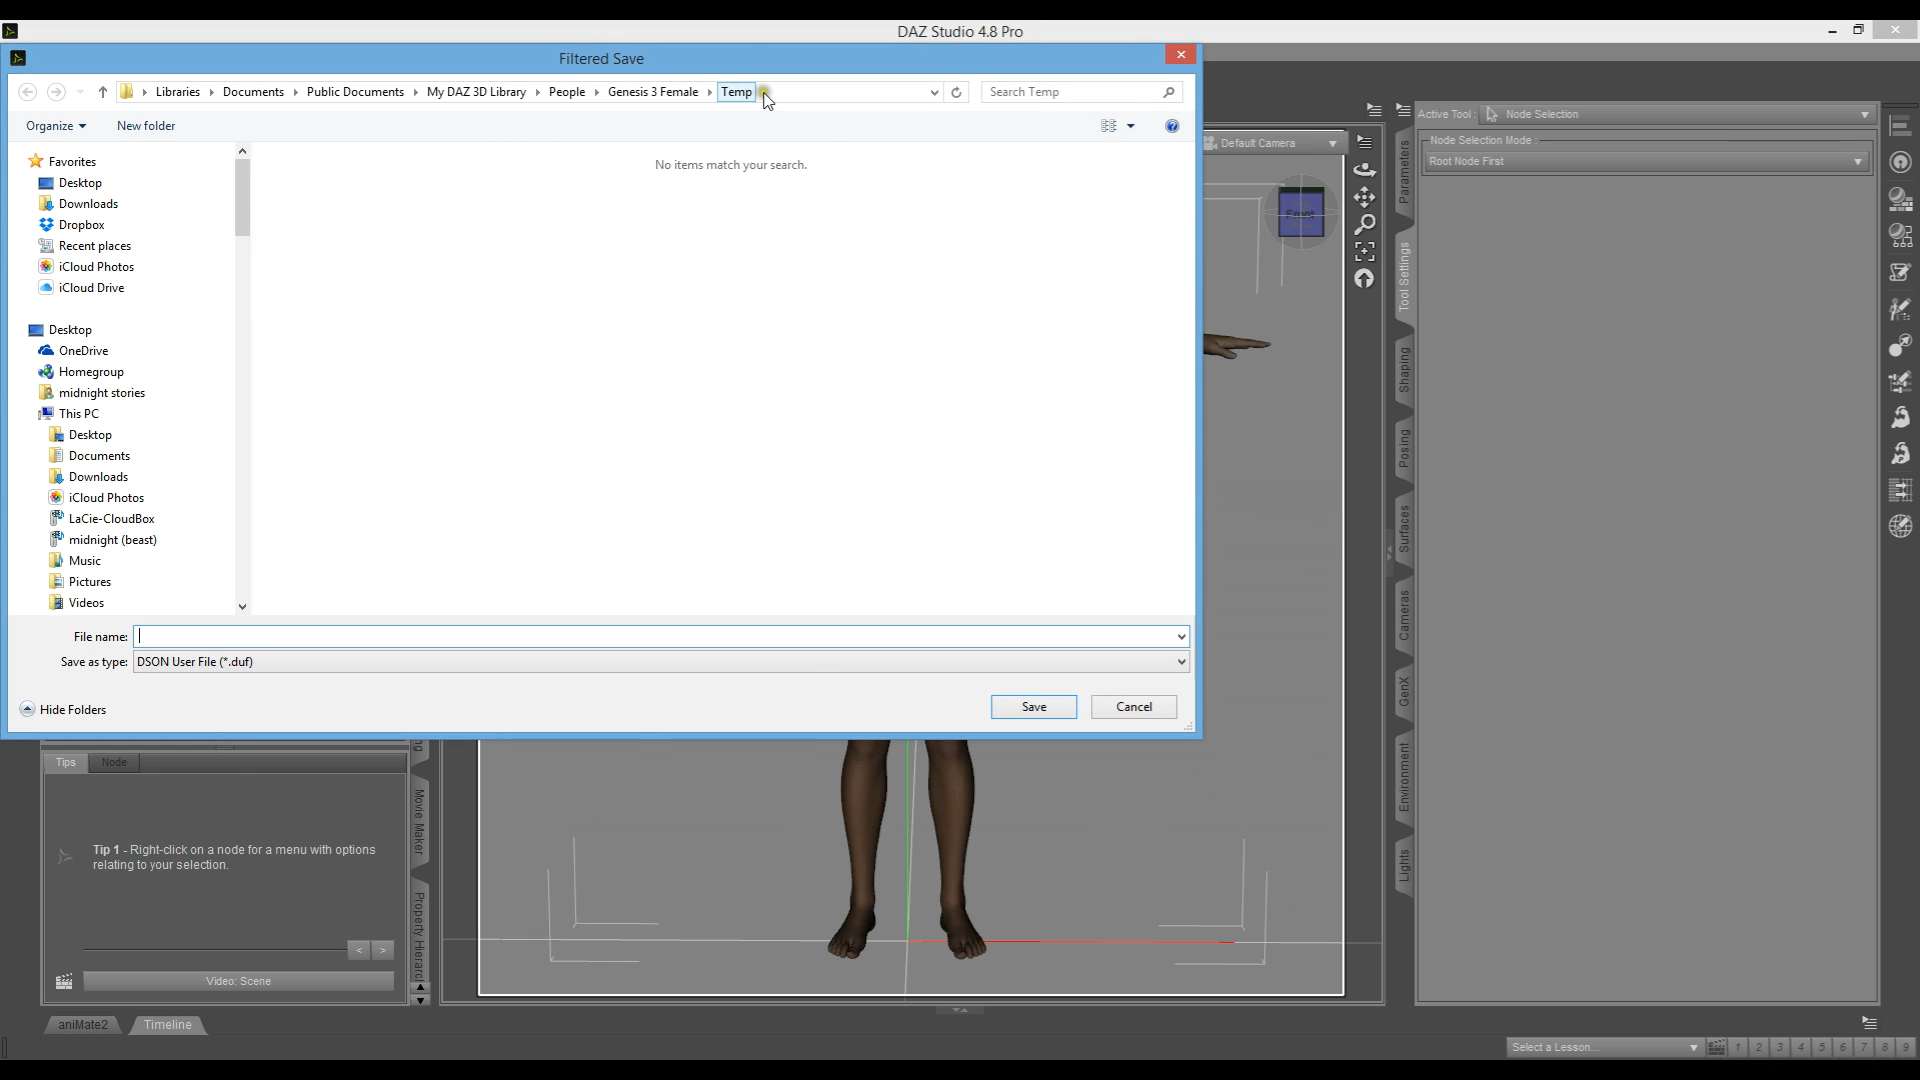 DAZ Studio 4.8 Pro
Filtered Save
Libraries Documents Public Documents My DAZ 3D Library People Genesis 3 Female Temp
Search Temp
Organize
New folder
Favorites
Desktop
Downloads
Dropbox
Recent places
iCloud Photos
iCloud Drive
Desktop
OneDrive
Homegroup
midnight stories
This PC
Desktop
Documents
Downloads
iCloud Photos
LaCie-CloudBox
midnight (beast)
Music
Pictures
Videos
No items match your search.
File name:
Save as type: DSON User File (*.duf)
Hide Folders
Save
Cancel
Default Camera
Front
Active Tool :
Node Selection
Node Selection Mode :
Root Node First
Parameters
Tool Settings
Shaping
Posing
Surfaces
Cameras
GenX
Environment
Lights
Tips
Node
Tip 1 - Right-click on a node for a menu with options
relating to your selection.
< >
Video: Scene
Movie Maker
aniMate2
Timeline
Select a Lesson...
1 2 3 4 5 6 7 8 9